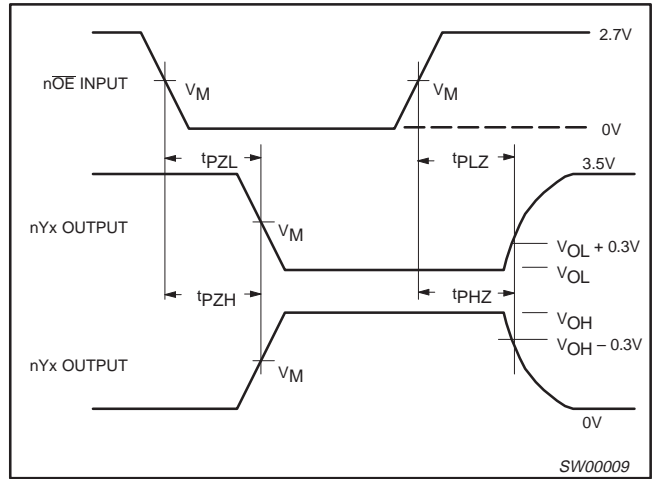 2.7V
nOE INPUT
VM
VM
0V
tPZL
tPLZ
3.5V
nYx OUTPUT
VM
VOL + 0.3V
VOL
tPZH
tPHZ
VOH
VOH – 0.3V
nYx OUTPUT
VM
0V
SW00009